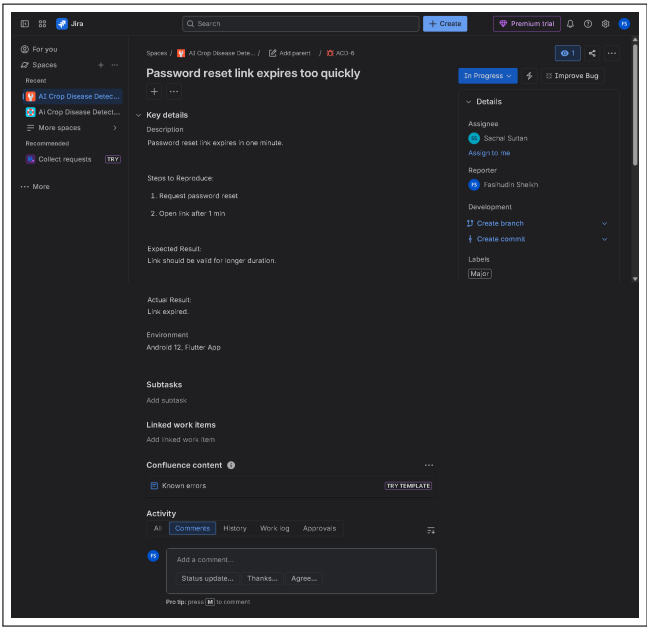 Jira
Search
+ Create
Premium trial
FS
For you
Spaces
Recent
AI Crop Disease Detec...
Ai Crop Disease Detect...
More spaces
Recommended
Collect requests TRY
More
Spaces / AI Crop Disease Dete... / Add parent / ACD-6
1
Password reset link expires too quickly
In Progress
Improve Bug
Key details
Description
Password reset link expires in one minute.
Steps to Reproduce:
1. Request password reset
2. Open link after 1 min
Expected Result:
Link should be valid for longer duration.
Actual Result:
Link expired.
Environment
Android 12, Flutter App
Subtasks
Add subtask
Linked work items
Add linked work item
Confluence content
Known errors TRY TEMPLATE
Activity
All Comments History Work log Approvals
FS
Add a comment...
Status update... Thanks... Agree...
Pro tip: press M to comment
Details
Assignee
Sachal Sultan
Assign to me
Reporter
FS Fasihudin Sheikh
Development
Create branch
Create commit
Labels
Major